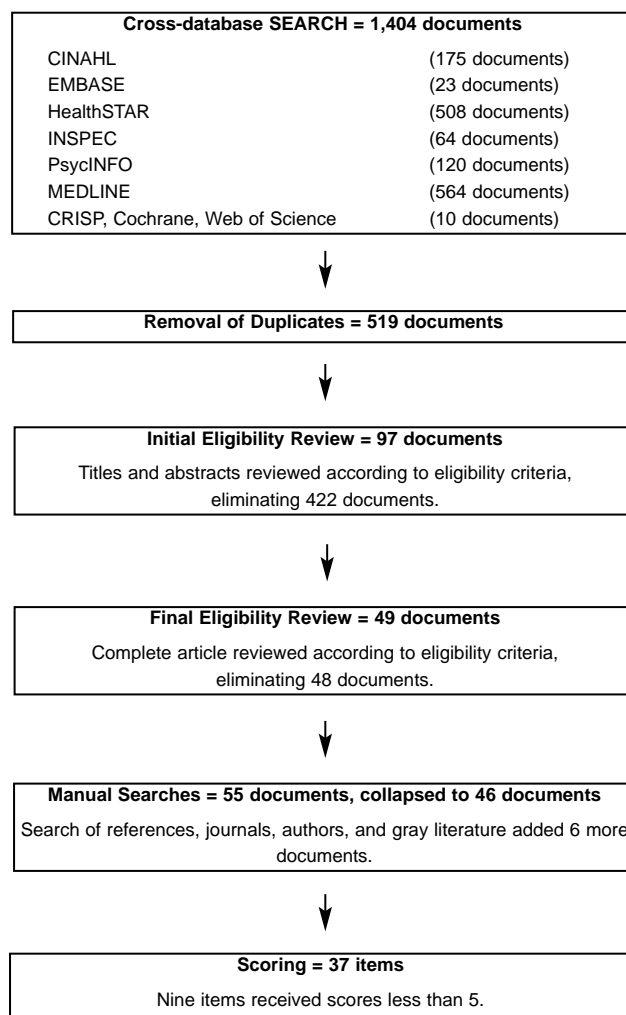 Cross-database SEARCH = 1,404 documents
CINAHL (175 documents)
EMBASE (23 documents)
HealthSTAR (508 documents)
INSPEC (64 documents)
PsycINFO (120 documents)
MEDLINE (564 documents)
CRISP, Cochrane, Web of Science (10 documents)
Removal of Duplicates = 519 documents
Initial Eligibility Review = 97 documents
Titles and abstracts reviewed according to eligibility criteria,
eliminating 422 documents.
Final Eligibility Review = 49 documents
Complete article reviewed according to eligibility criteria,
eliminating 48 documents.
Manual Searches = 55 documents, collapsed to 46 documents
Search of references, journals, authors, and gray literature added 6 more
documents.
Scoring = 37 items
Nine items received scores less than 5.